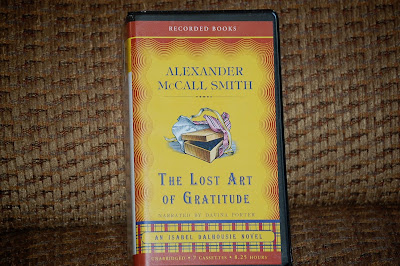 RECORDED BOOKS
ALEXANDER
MCCALL SMITH
THE LOST ART
OF GRATITUDE
NARRATED BY DAVINA PORTER
AN ISABEL DALHOUSIE NOVEL
UNABRIDGED • 7 CASSETTES • 8.25 HOURS